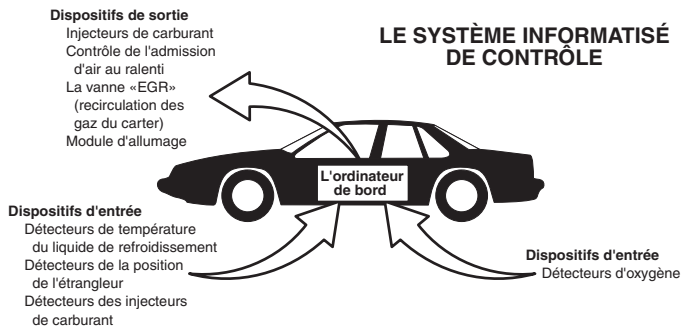 Dispositifs de sortie
Injecteurs de carburant
Contrôle de l'admission
d'air au ralenti
La vanne «EGR»
(recirculation des
gaz du carter)
Module d'allumage
LE SYSTÈME INFORMATISÉ
DE CONTRÔLE
L'ordinateur
de bord
Dispositifs d'entrée
Détecteurs de température
du liquide de refroidissement
Détecteurs de la position
de l'étrangleur
Détecteurs des injecteurs
de carburant
Dispositifs d'entrée
Détecteurs d'oxygène